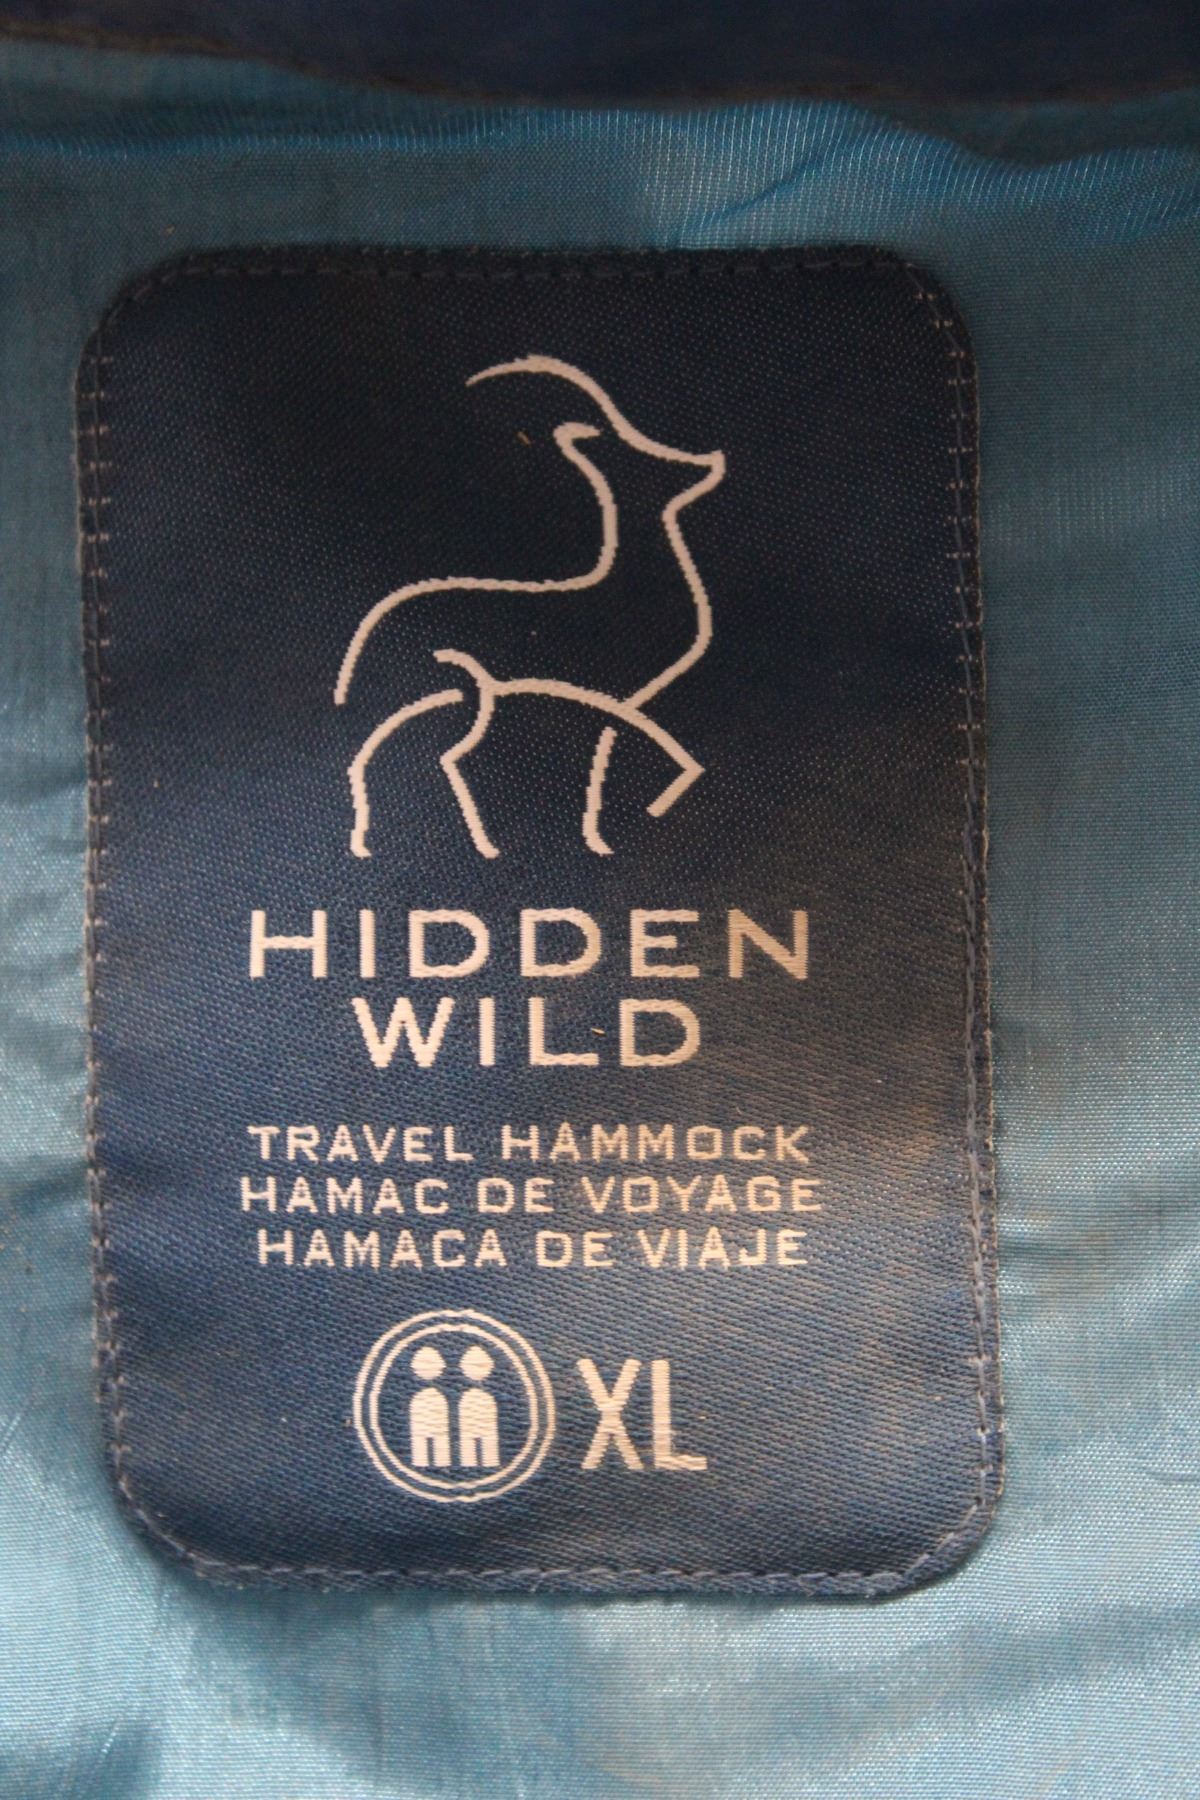 HIDDEN
WILD
TRAVEL HAMMOCK
HAMAC DE VOYAGE
HAMACA DE VIAJE
XL